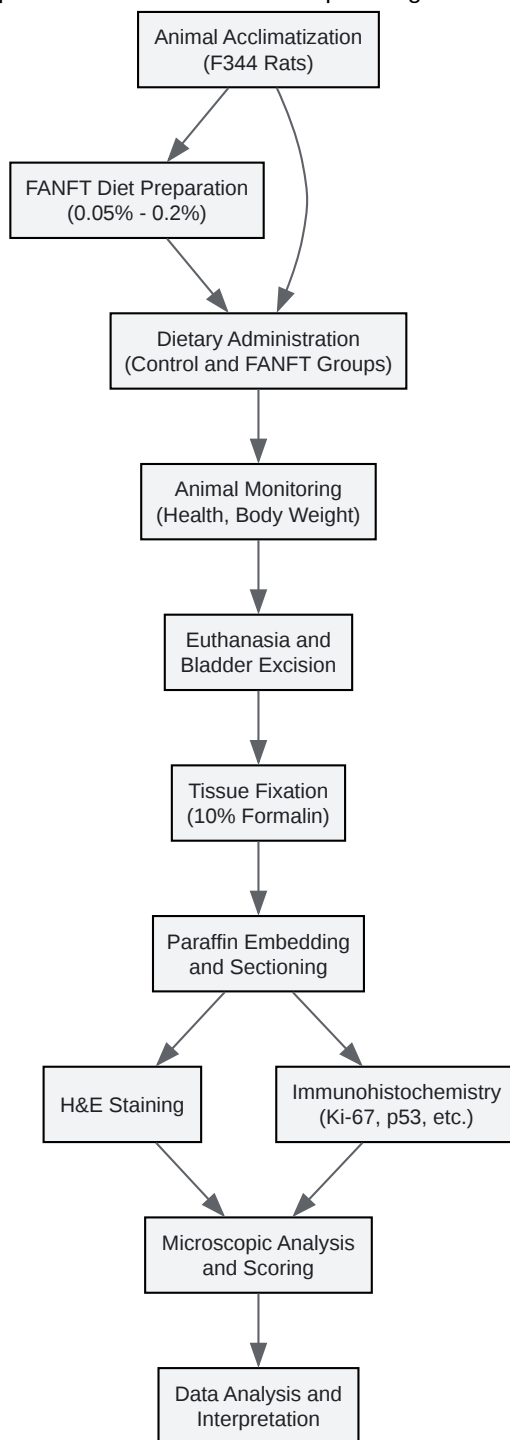 Animal Acclimatization
(F344 Rats)
FANFT Diet Preparation
(0.05% - 0.2%)
Dietary Administration
(Control and FANFT Groups)
Animal Monitoring
(Health, Body Weight)
Euthanasia and
Bladder Excision
Tissue Fixation
(10% Formalin)
Paraffin Embedding
and Sectioning
H&E Staining
Immunohistochemistry
(Ki-67, p53, etc.)
Microscopic Analysis
and Scoring
Data Analysis and
Interpretation